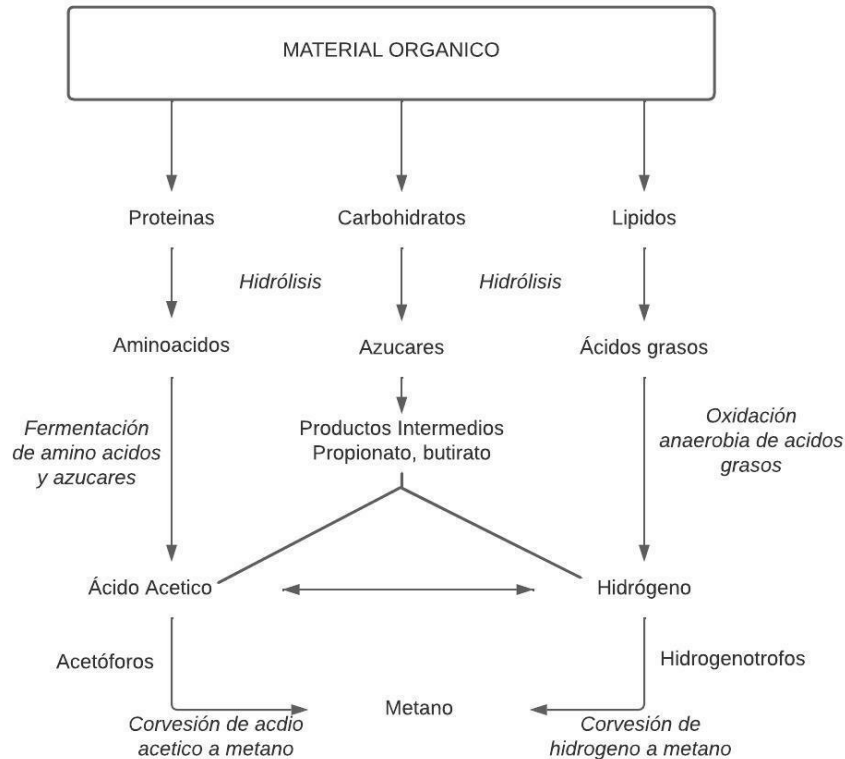 MATERIAL ORGANICO
Proteinas
Carbohidratos
Lipidos
Hidrólisis
Hidrólisis
Aminoacidos
Azucares
Ácidos grasos
Fermentación
de amino acidos
y azucares
Productos Intermedios
Propionato, butirato
Oxidación
anaerobia de acidos
grasos
Ácido Acetico
Hidrógeno
Acetóforos
Hidrogenotrofos
Metano
Corvesión de acdio
acetico a metano
Corvesión de
hidrogeno a metano